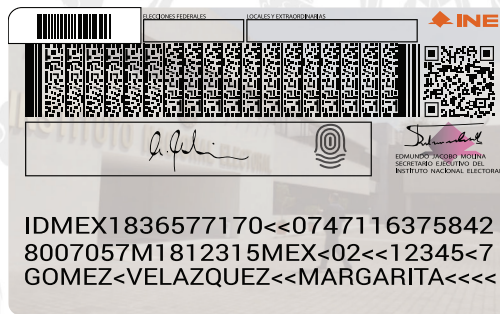 ELECCIONES FEDERALES
LOCALES Y EXTRAORDINARIAS
INE
EDMUNDO JACOBO MOLINA
SECRETARIO EJECUTIVO DEL
INSTITUTO NACIONAL ELECTORAL
IDMEX1836577170<<0747116375842
8007057M1812315MEX<02<<12345<7
GOMEZ<VELAZQUEZ<<MARGARITA<<<<